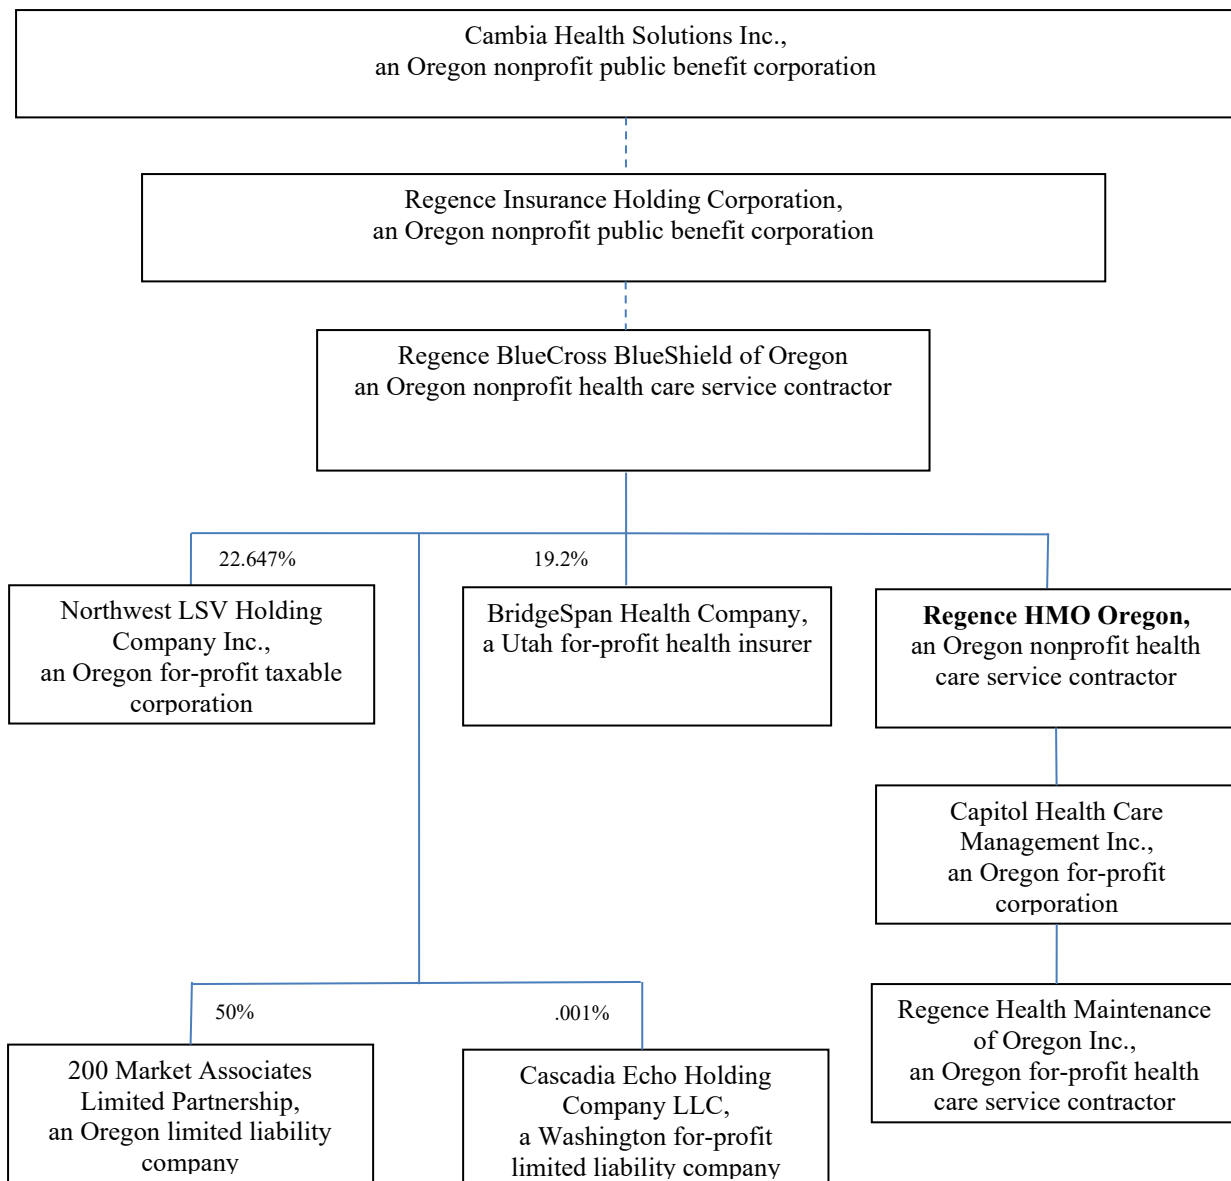 Cambia Health Solutions Inc.,
an Oregon nonprofit public benefit corporation
Regence Insurance Holding Corporation,
an Oregon nonprofit public benefit corporation
Regence BlueCross BlueShield of Oregon
an Oregon nonprofit health care service contractor
22.647%
19.2%
Northwest LSV Holding
Company Inc.,
an Oregon for-profit taxable
corporation
BridgeSpan Health Company,
a Utah for-profit health insurer
Regence HMO Oregon,
an Oregon nonprofit health
care service contractor
Capitol Health Care
Management Inc.,
an Oregon for-profit
corporation
50%
.001%
200 Market Associates
Limited Partnership,
an Oregon limited liability
company
Cascadia Echo Holding
Company LLC,
a Washington for-profit
limited liability company
Regence Health Maintenance
of Oregon Inc.,
an Oregon for-profit health
care service contractor